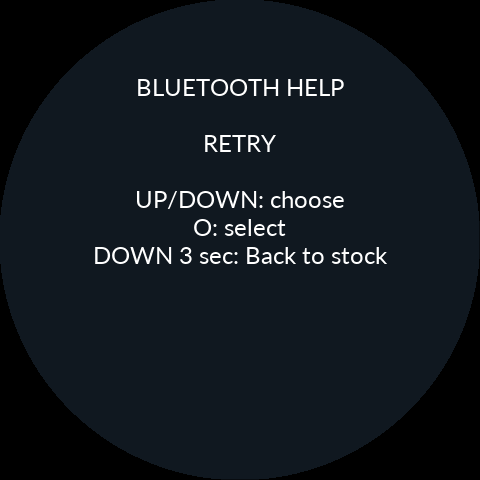 BLUETOOTH HELP
RETRY
UP/DOWN: choose
O: select
DOWN 3 sec: Back to stock